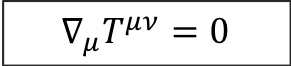 ∇_μ T^{μν} = 0